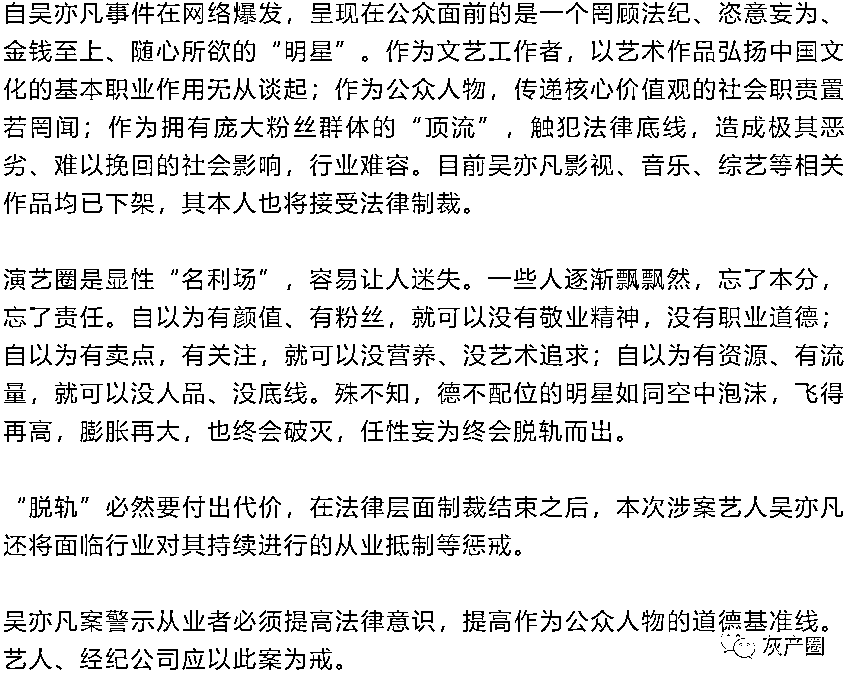 自吴亦凡事件在网络爆发，呈现在公众面前的是一个罔顾法纪、恣意妄为、
金钱至上、随心所欲的“明星”。作为文艺工作者，以艺术作品弘扬中国文
化的基本职业作用无从谈起；作为公众人物，传递核心价值观的社会职责置
若罔闻；作为拥有庞大粉丝群体的“顶流”，触犯法律底线，造成极其恶
劣、难以挽回的社会影响，行业难容。目前吴亦凡影视、音乐、综艺等相关
作品均已下架，其本人也将接受法律制裁。
演艺圈是显性“名利场”，容易让人迷失。一些人逐渐飘飘然，忘了本分，
忘了责任。自以为有颜值、有粉丝，就可以没有敬业精神，没有职业道德；
自以为有卖点，有关注，就可以没营养、没艺术追求；自以为有资源、有流
量，就可以没人品、没底线。殊不知，德不配位的明星如同空中泡沫，飞得
再高，膨胀再大，也终会破灭，任性妄为终会脱轨而出。
“脱轨”必然要付出代价，在法律层面制裁结束之后，本次涉案艺人吴亦凡
还将面临行业对其持续进行的从业抵制等惩戒。
吴亦凡案警示从业者必须提高法律意识，提高作为公众人物的道德基准线。
艺人、经纪公司应以此案为戒。
灰产圈